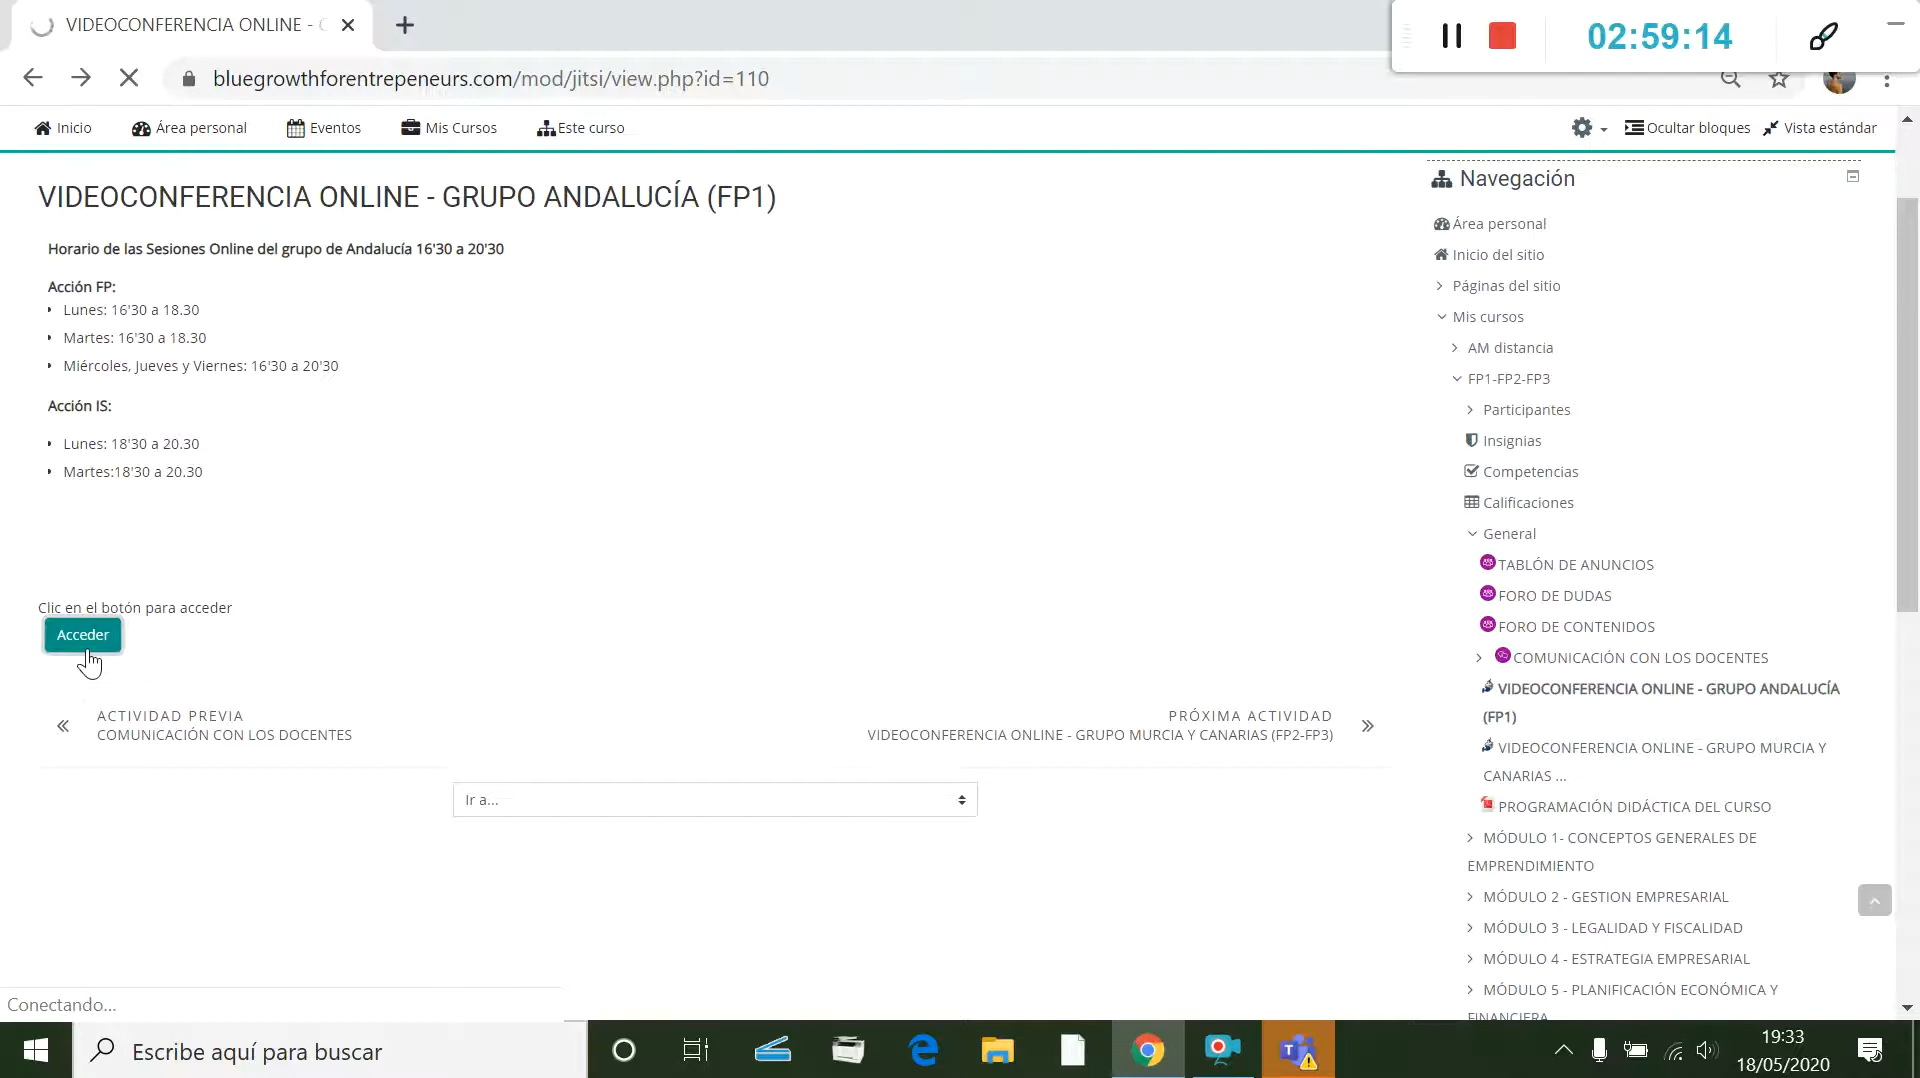 VIDEOCONFERENCIA ONLINE -
02:59:14
bluegrowthforentrepeneurs.com/mod/jitsi/view.php?id=110
Inicio
Área personal
Eventos
Mis Cursos
Este curso
Ocultar bloques
Vista estándar
VIDEOCONFERENCIA ONLINE - GRUPO ANDALUCÍA (FP1)
Horario de las Sesiones Online del grupo de Andalucía 16'30 a 20'30
Acción FP:
• Lunes: 16'30 a 18.30
• Martes: 16'30 a 18.30
• Miércoles, Jueves y Viernes: 16'30 a 20'30
Acción IS:
• Lunes: 18'30 a 20.30
• Martes:18'30 a 20.30
Clic en el botón para acceder
Acceder
ACTIVIDAD PREVIA
COMUNICACIÓN CON LOS DOCENTES
PRÓXIMA ACTIVIDAD
VIDEOCONFERENCIA ONLINE - GRUPO MURCIA Y CANARIAS (FP2-FP3)
Ir a...
Navegación
Área personal
Inicio del sitio
Páginas del sitio
Mis cursos
AM distancia
FP1-FP2-FP3
Participantes
Insignias
Competencias
Calificaciones
General
TABLÓN DE ANUNCIOS
FORO DE DUDAS
FORO DE CONTENIDOS
COMUNICACIÓN CON LOS DOCENTES
VIDEOCONFERENCIA ONLINE - GRUPO ANDALUCÍA
(FP1)
VIDEOCONFERENCIA ONLINE - GRUPO MURCIA Y
CANARIAS ...
PROGRAMACIÓN DIDÁCTICA DEL CURSO
MÓDULO 1- CONCEPTOS GENERALES DE
EMPRENDIMIENTO
MÓDULO 2 - GESTION EMPRESARIAL
MÓDULO 3 - LEGALIDAD Y FISCALIDAD
MÓDULO 4 - ESTRATEGIA EMPRESARIAL
MÓDULO 5 - PLANIFICACIÓN ECONÓMICA Y
FINANCIERA
Conectando...
Escribe aquí para buscar
19:33
18/05/2020